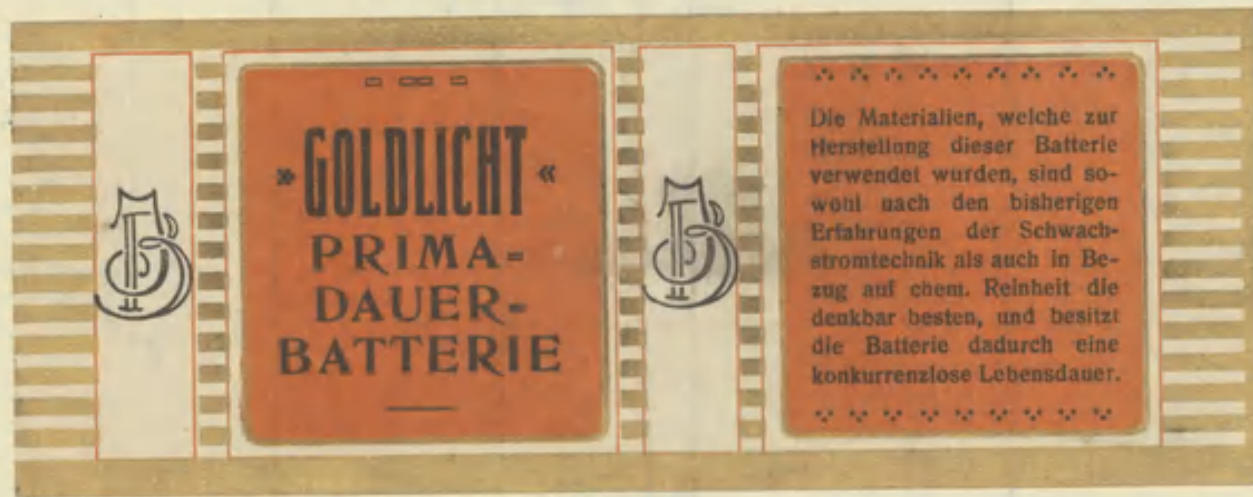 »GOLDLICHT«
PRIMA-
DAUER-
BATTERIE
Die Materialien, welche zur
Herstellung dieser Batterie
verwendet wurden, sind so-
wohl nach den bisherigen
Erfahrungen der Schwach-
stromtechnik als auch in Be-
zug auf chem. Reinheit die
denkbar besten, und besitzt
die Batterie dadurch eine
konkurrenzlose Lebensdauer.